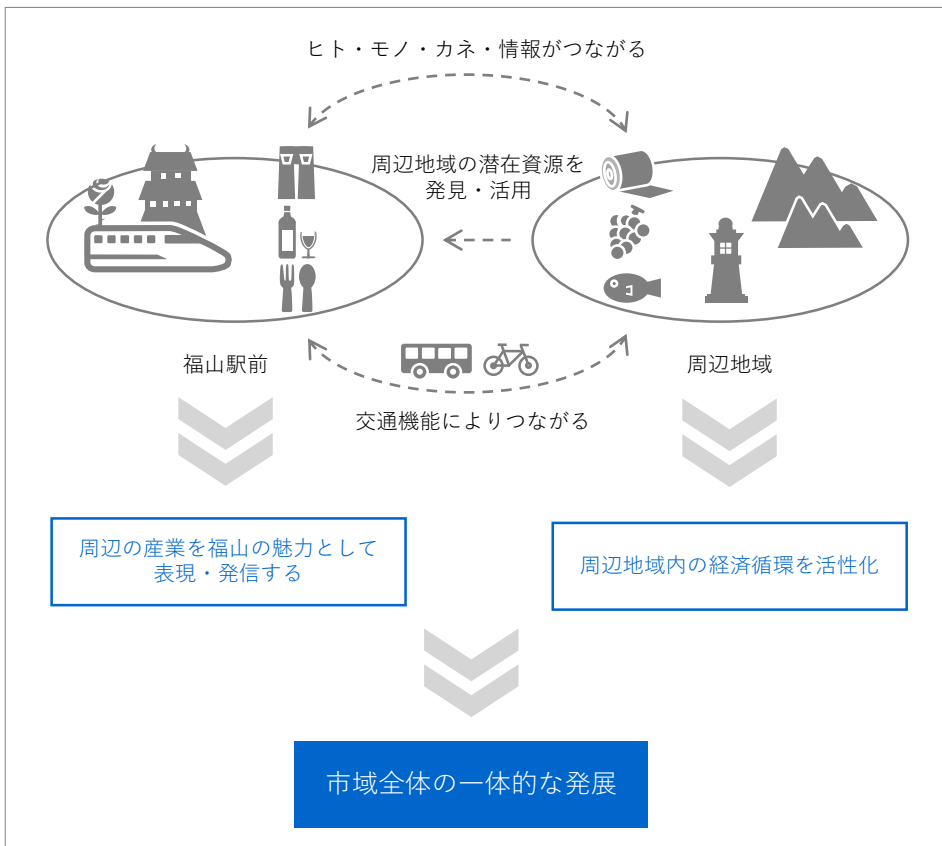 ヒト・モノ・カネ・情報がつながる
周辺地域の潜在資源を
発見・活用
福山駅前
周辺地域
交通機能によりつながる
周辺の産業を福山の魅力として
表現・発信する
周辺地域内の経済循環を活性化
市域全体の一体的な発展